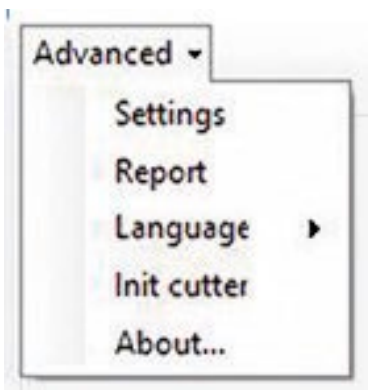 Advanced
Settings
Report
Language
Init cutter
About...